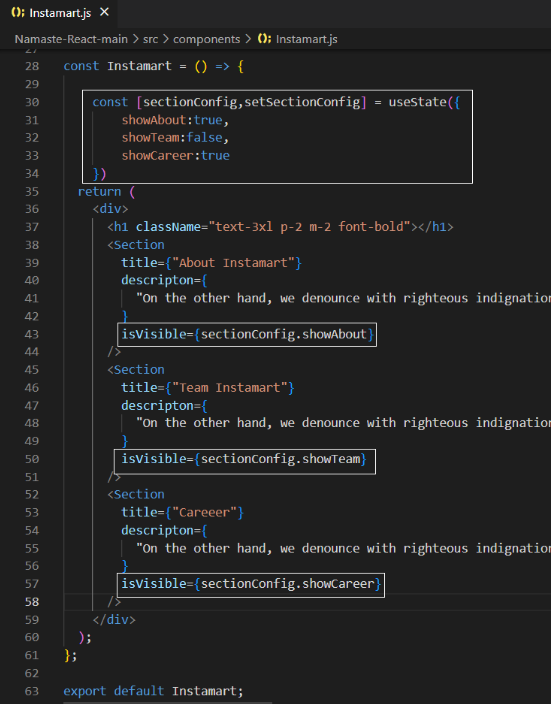 Instamart.js ×
Namaste-React-main > src > components > Instamart.js
27
28 const Instamart = () => {
29
30 const [sectionConfig,setSectionConfig] = useState({
31 showAbout:true,
32 showTeam:false,
33 showCareer:true
34 })
35 return (
36 <div>
37 <h1 className="text-3xl p-2 m-2 font-bold"></h1>
38 <Section
39 title={"About Instamart"}
40 descripton={
41 "On the other hand, we denounce with righteous indignation
42 }
43 isVisible={sectionConfig.showAbout}
44 />
45 <Section
46 title={"Team Instamart"}
47 descripton={
48 "On the other hand, we denounce with righteous indignation
49 }
50 isVisible={sectionConfig.showTeam}
51 />
52 <Section
53 title={"Careeer"}
54 descripton={
55 "On the other hand, we denounce with righteous indignation
56 }
57 isVisible={sectionConfig.showCareer}
58 />
59 </div>
60 );
61 };
62
63 export default Instamart;